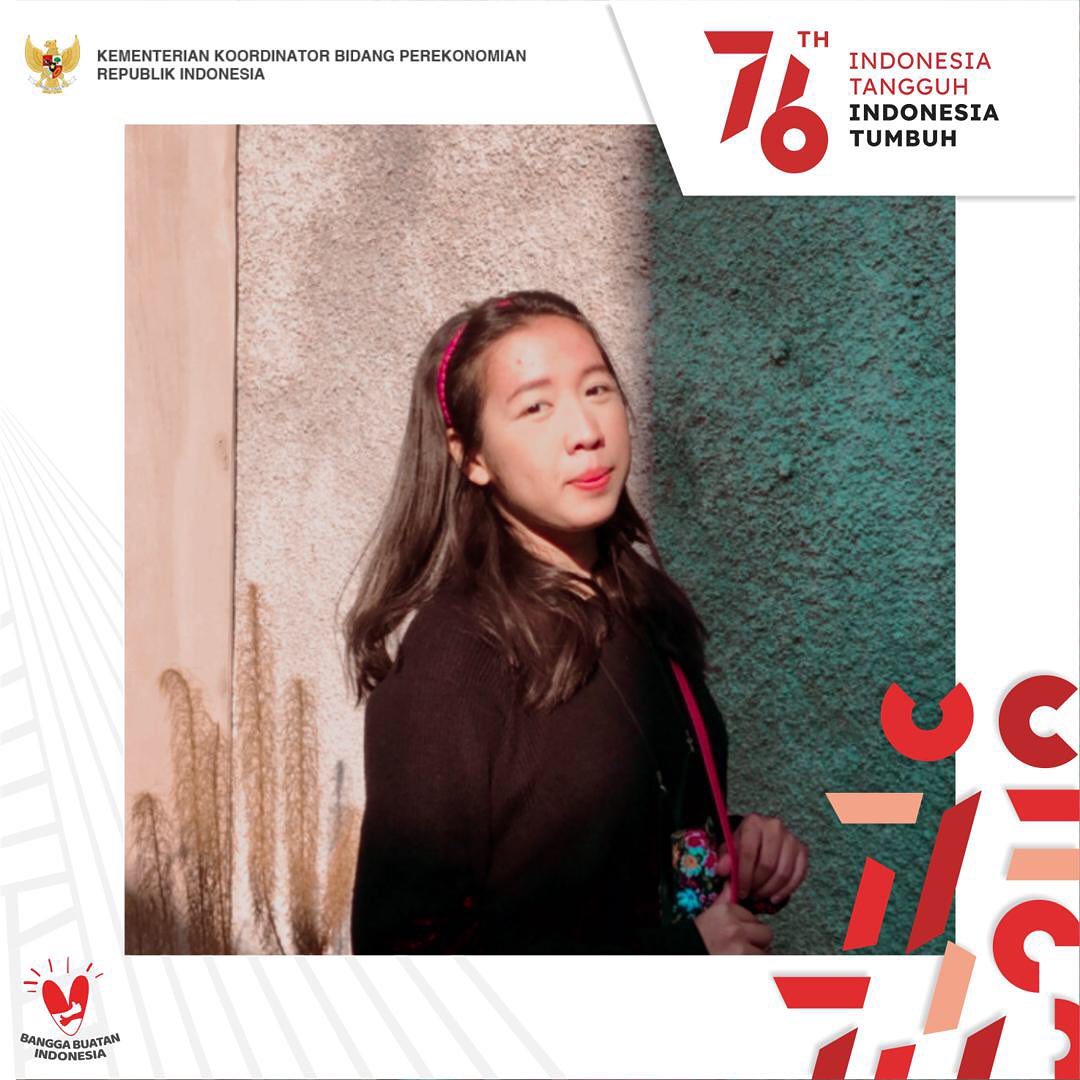 KEMENTERIAN KOORDINATOR BIDANG PEREKONOMIAN
REPUBLIK INDONESIA
76 TH
INDONESIA
TANGGUH
INDONESIA
TUMBUH
BANGGA BUATAN
INDONESIA